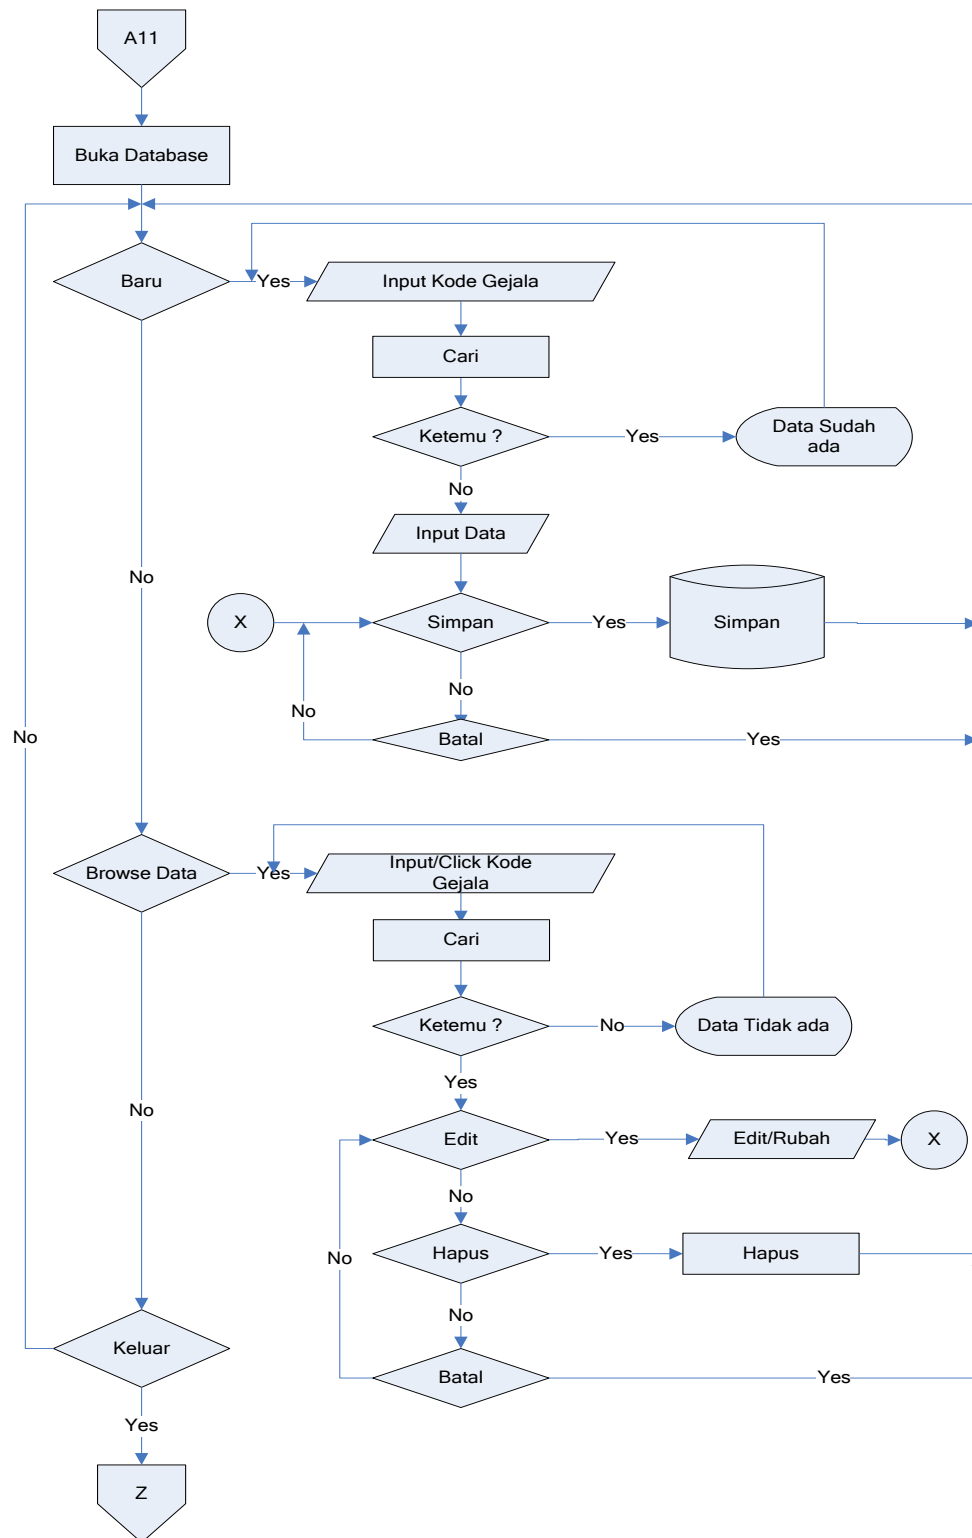 A11
Buka Database
Baru
Yes
Input Kode Gejala
Cari
Ketemu ?
Yes
Data Sudah
ada
No
Input Data
No
X
Simpan
Yes
Simpan
No
No
No
Batal
Yes
Browse Data
Yes
Input/Click Kode
Gejala
Cari
Ketemu ?
No
Data Tidak ada
Yes
No
Edit
Yes
Edit/Rubah
X
No
No
Hapus
Yes
Hapus
No
Keluar
Batal
Yes
Yes
Z